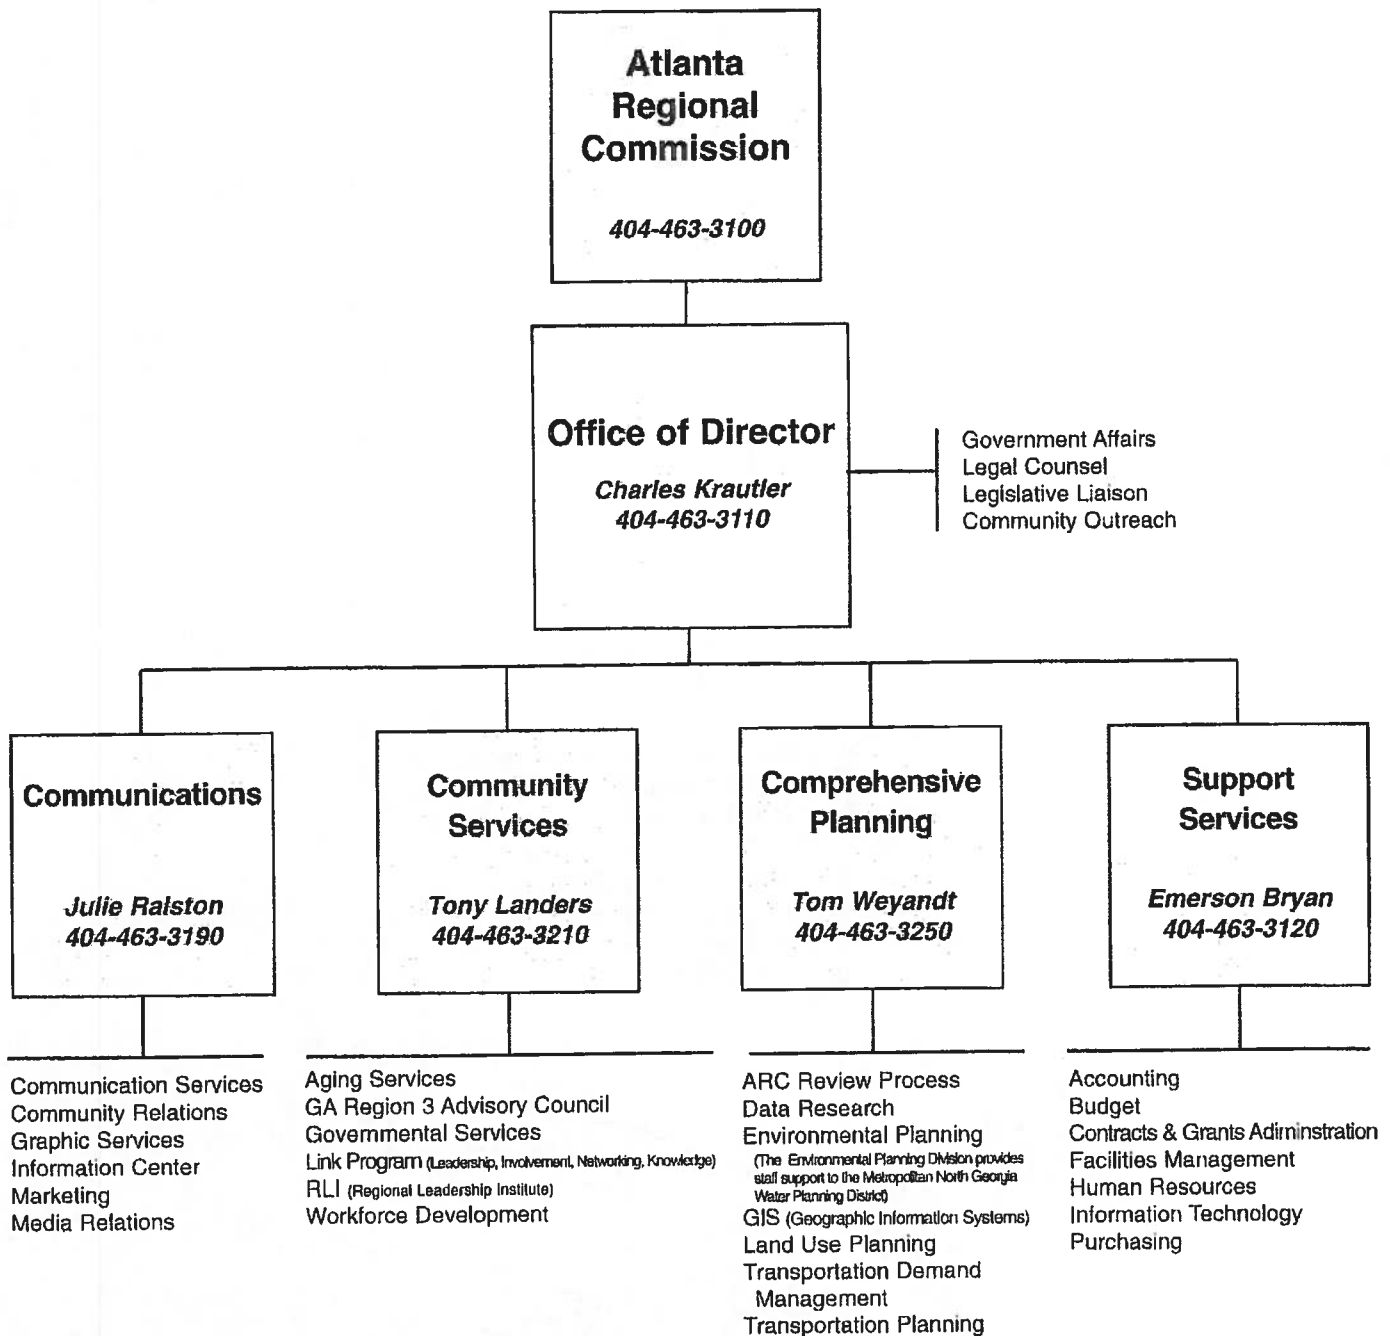 Atlanta
Regional
Commission
404-463-3100
Office of Director
Charles Krautler
404-463-3110
Government Affairs
Legal Counsel
Legislative Liaison
Community Outreach
Communications
Julie Ralston
404-463-3190
Community
Services
Tony Landers
404-463-3210
Comprehensive
Planning
Tom Weyandt
404-463-3250
Support
Services
Emerson Bryan
404-463-3120
Communication Services
Community Relations
Graphic Services
Information Center
Marketing
Media Relations
Aging Services
GA Region 3 Advisory Council
Governmental Services
Link Program (Leadership, Involvement, Networking, Knowledge)
RLI (Regional Leadership Institute)
Workforce Development
ARC Review Process
Data Research
Environmental Planning
(The Environmental Planning Division provides
staff support to the Metropolitan North Georgia
Water Planning District)
GIS (Geographic Information Systems)
Land Use Planning
Transportation Demand
Management
Transportation Planning
Accounting
Budget
Contracts & Grants Adiminstration
Facilities Management
Human Resources
Information Technology
Purchasing